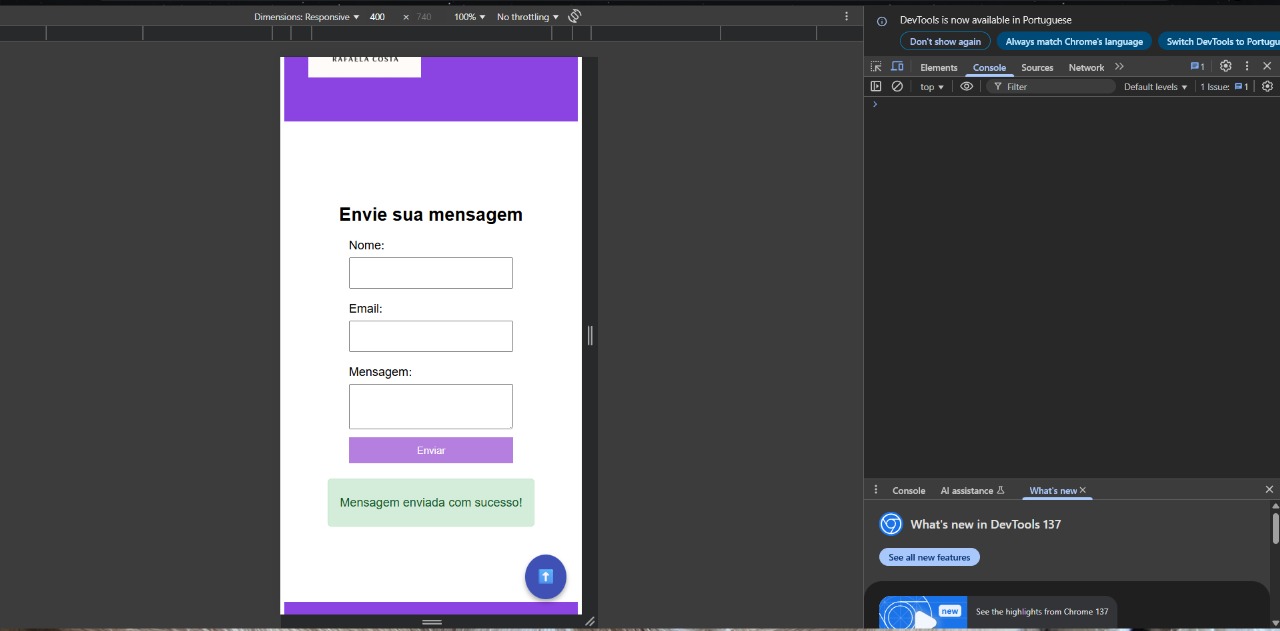 Dimensions: Responsive ▼ 400 × 740 100% ▼ No throttling ▼
DevTools is now available in Portuguese
Don't show again Always match Chrome's language Switch DevTools to Portugu
Elements Console Sources Network 1
top ▼ Filter Default levels ▼ 1 Issue: 1
RAFAELA COSTA
Envie sua mensagem
Nome:
Email:
Mensagem:
Enviar
Mensagem enviada com sucesso!
Console AI assistance What's new
What's new in DevTools 137
See all new features
new See the highlights from Chrome 137